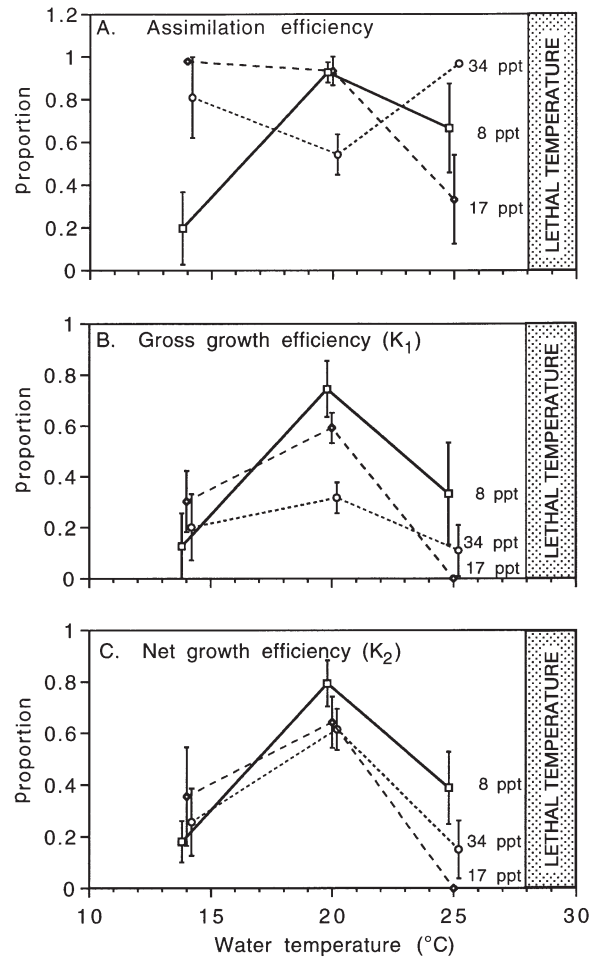 A. Assimilation efficiency
1.2
1
0.8
0.6
0.4
0.2
0
proportion
34 ppt
8 ppt
17 ppt
LETHAL TEMPERATURE
B. Gross growth efficiency (K1)
1
0.8
0.6
0.4
0.2
0
proportion
8 ppt
34 ppt
17 ppt
LETHAL TEMPERATURE
C. Net growth efficiency (K2)
1
0.8
0.6
0.4
0.2
0
proportion
8 ppt
34 ppt
17 ppt
LETHAL TEMPERATURE
10 15 20 25 30
Water temperature (°C)